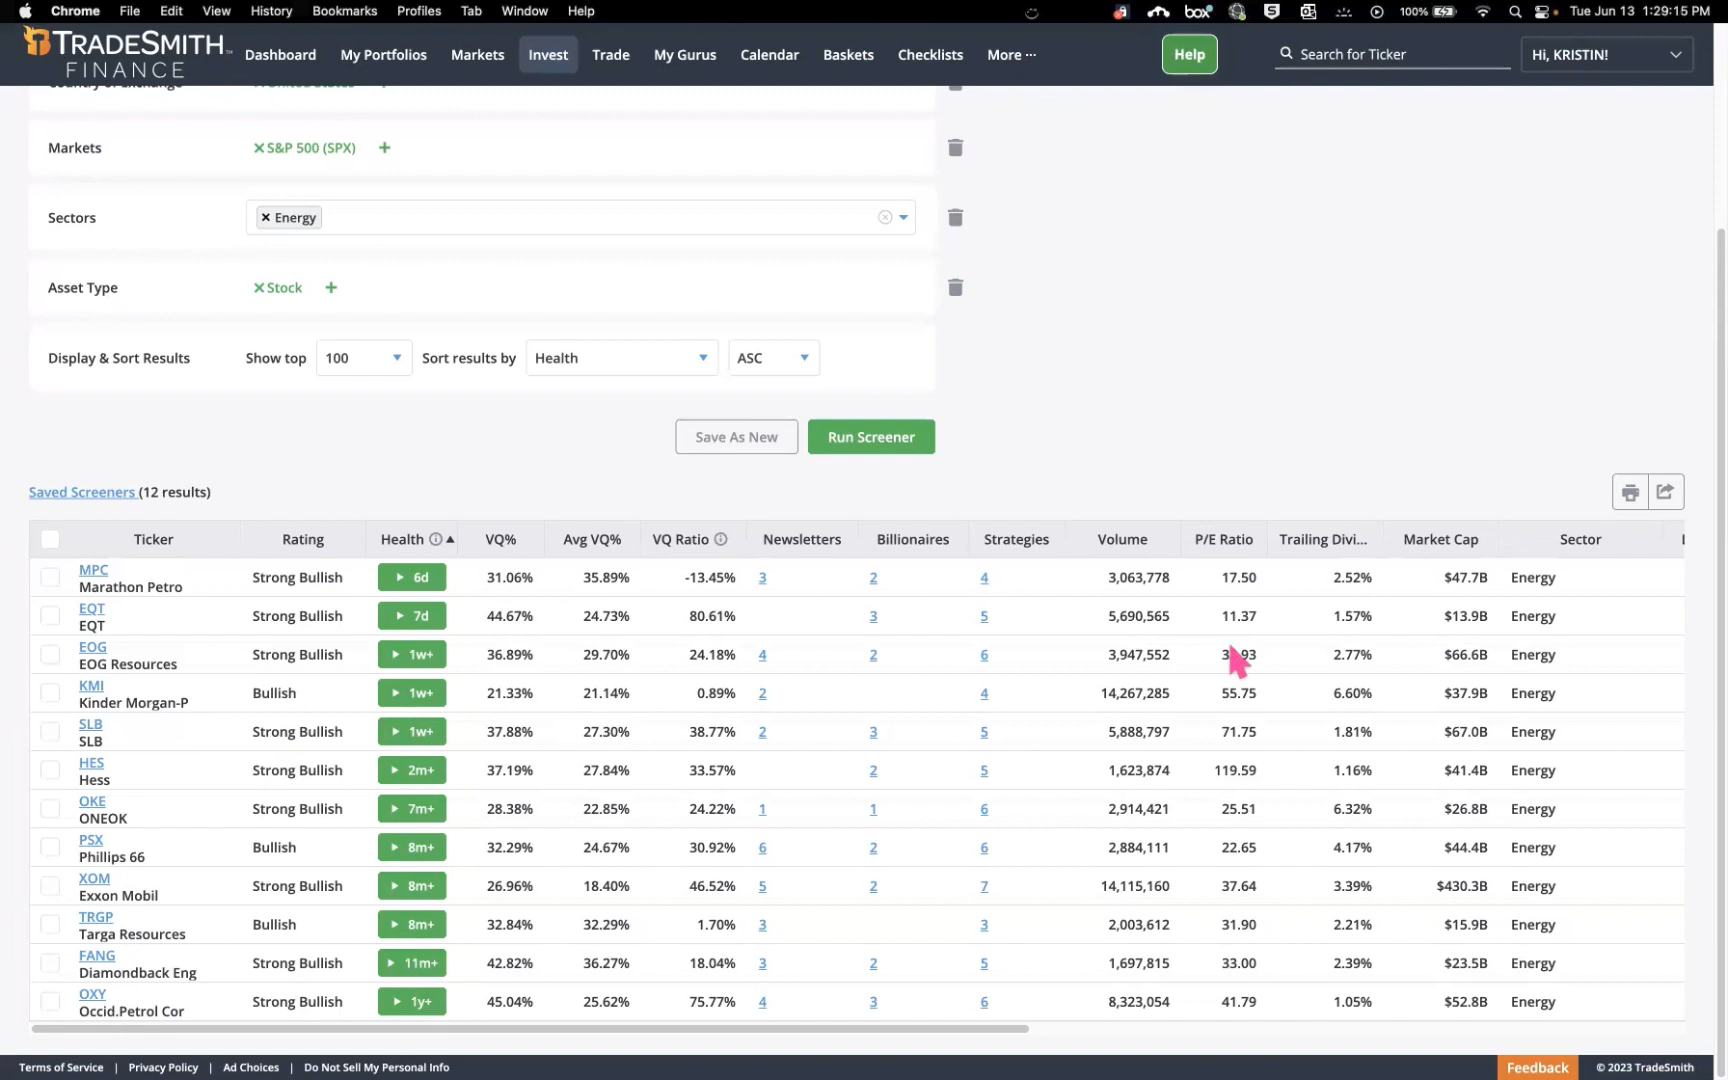 Chrome File Edit View History Bookmarks Profiles Tab Window Help box 100% Tue Jun 13 1:29:15 PM
TRADESMITH FINANCE Dashboard My Portfolios Markets Invest Trade My Gurus Calendar Baskets Checklists More ··· Help Search for Ticker Hi, KRISTIN!
Country of Exchange United States
Markets × S&P 500 (SPX) +
Sectors × Energy
Asset Type × Stock +
Display & Sort Results Show top 100 Sort results by Health ASC
Save As New Run Screener
Saved Screeners (12 results)
Ticker Rating Health VQ% Avg VQ% VQ Ratio Newsletters Billionaires Strategies Volume P/E Ratio Trailing Divi... Market Cap Sector
MPC Marathon Petro Strong Bullish 6d 31.06% 35.89% -13.45% 3 2 4 3,063,778 17.50 2.52% $47.7B Energy
EQT EQT Strong Bullish 7d 44.67% 24.73% 80.61% 3 5 5,690,565 11.37 1.57% $13.9B Energy
EOG EOG Resources Strong Bullish 1w+ 36.89% 29.70% 24.18% 4 2 6 3,947,552 2.77% $66.6B Energy
KMI Kinder Morgan-P Bullish 1w+ 21.33% 21.14% 0.89% 2 4 14,267,285 55.75 6.60% $37.9B Energy
SLB SLB Strong Bullish 1w+ 37.88% 27.30% 38.77% 2 3 5 5,888,797 71.75 1.81% $67.0B Energy
HES Hess Strong Bullish 2m+ 37.19% 27.84% 33.57% 2 5 1,623,874 119.59 1.16% $41.4B Energy
OKE ONEOK Strong Bullish 7m+ 28.38% 22.85% 24.22% 1 1 6 2,914,421 25.51 6.32% $26.8B Energy
PSX Phillips 66 Bullish 8m+ 32.29% 24.67% 30.92% 6 2 6 2,884,111 22.65 4.17% $44.4B Energy
XOM Exxon Mobil Strong Bullish 8m+ 26.96% 18.40% 46.52% 5 2 7 14,115,160 37.64 3.39% $430.3B Energy
TRGP Targa Resources Bullish 8m+ 32.84% 32.29% 1.70% 3 3 2,003,612 31.90 2.21% $15.9B Energy
FANG Diamondback Eng Strong Bullish 11m+ 42.82% 36.27% 18.04% 3 2 5 1,697,815 33.00 2.39% $23.5B Energy
OXY Occid.Petrol Cor Strong Bullish 1y+ 45.04% 25.62% 75.77% 4 3 6 8,323,054 41.79 1.05% $52.8B Energy
Terms of Service | Privacy Policy | Ad Choices | Do Not Sell My Personal Info Feedback © 2023 TradeSmith